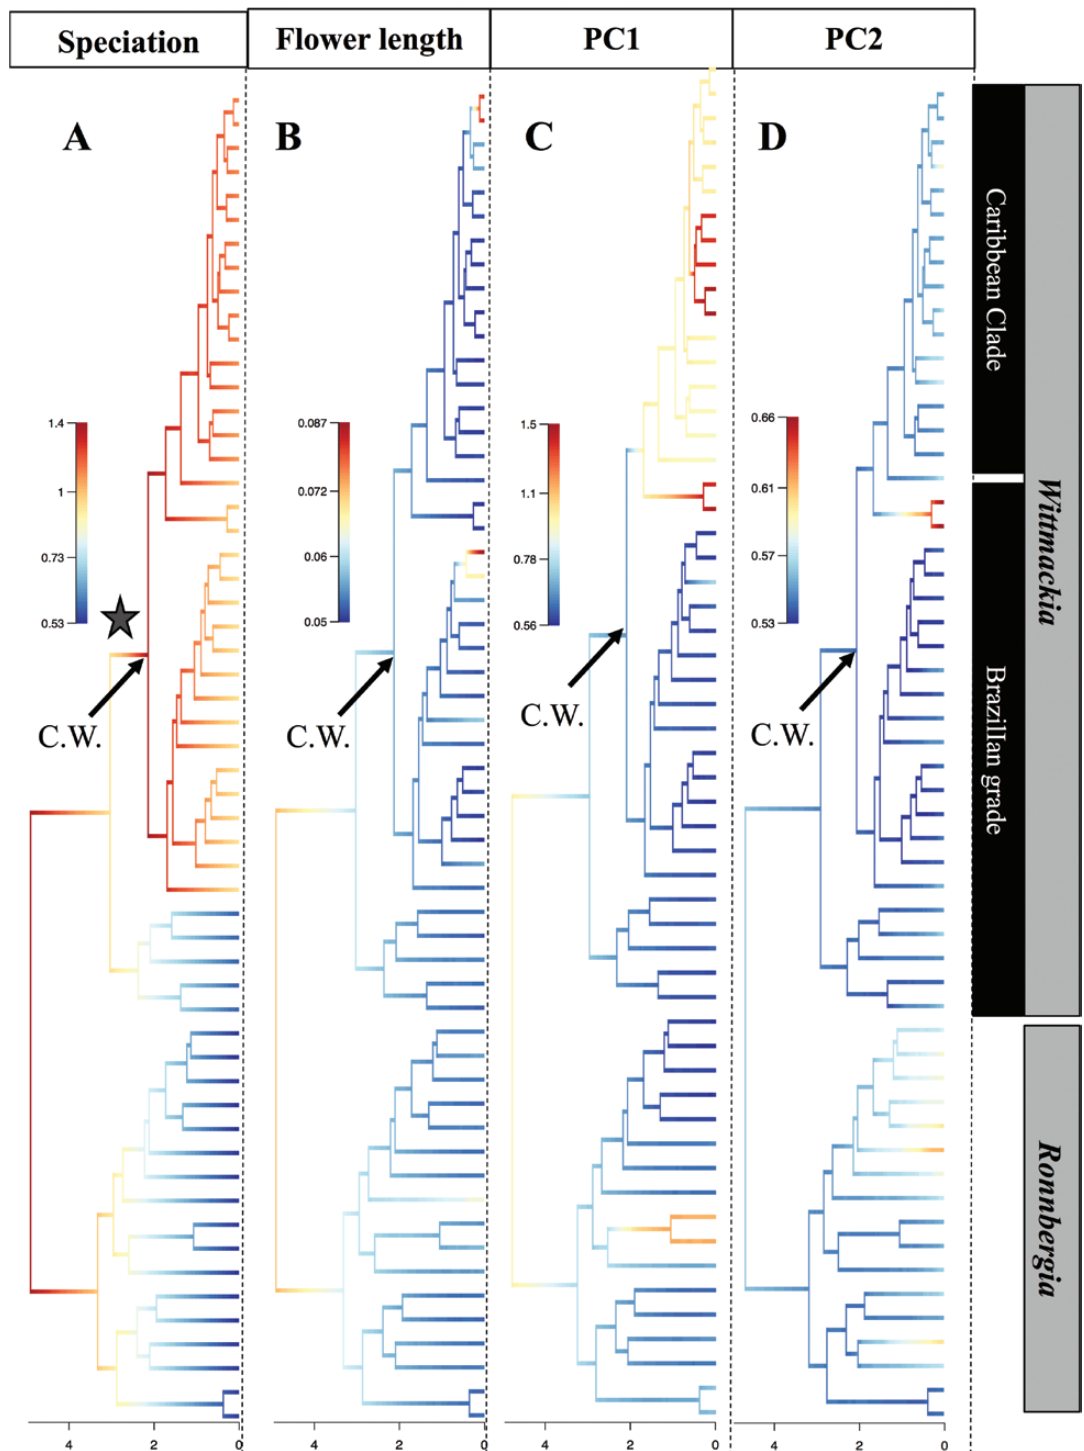 Speciation
Flower length
PC1
PC2
A
B
C
D
1.4
1
0.73
0.53
0.087
0.072
0.06
0.05
1.5
1.1
0.78
0.56
0.66
0.61
0.57
0.53
C.W.
C.W.
C.W.
C.W.
Caribbean Clade
Brazilian grade
Wittmackia
Ronnbergia
4 2 0
4 2 0
4 2 0
4 2 0